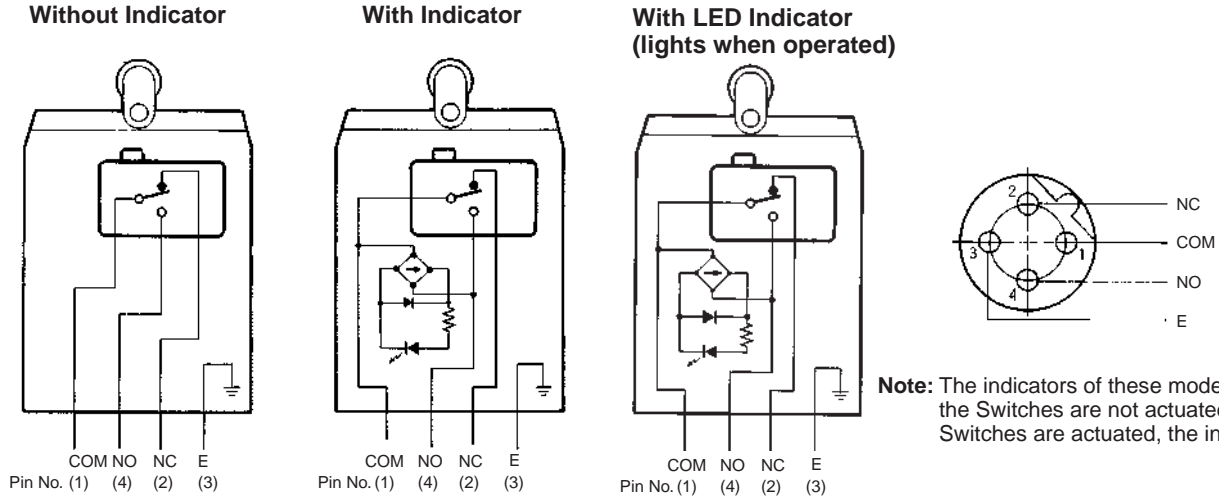 Without Indicator
With Indicator
With LED Indicator
(lights when operated)
COM NO NC E
Pin No. (1) (4) (2) (3)
COM NO NC E
Pin No. (1) (4) (2) (3)
COM NO NC E
Pin No. (1) (4) (2) (3)
2
3
1
4
NC
COM
NO
E
Note: The indicators of these mode
the Switches are not actuated
Switches are actuated, the in